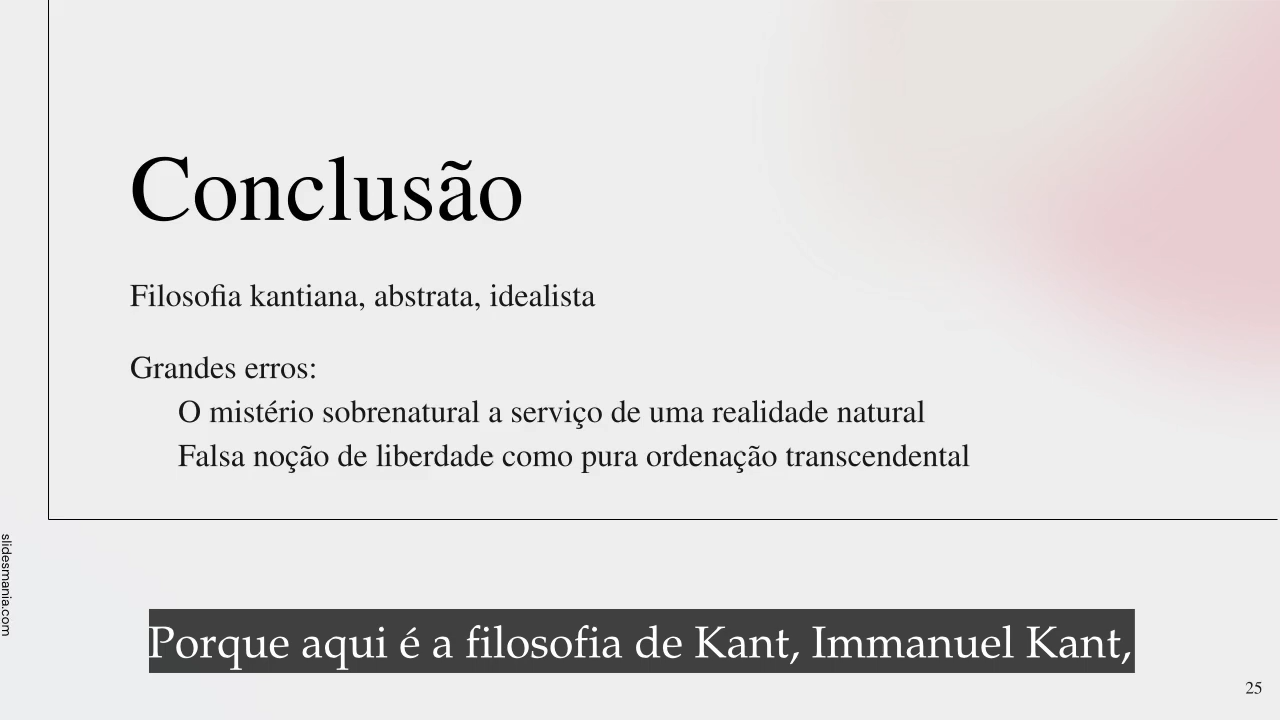 Conclusão
Filosofia kantiana, abstrata, idealista
Grandes erros:
O mistério sobrenatural a serviço de uma realidade natural
Falsa noção de liberdade como pura ordenação transcendental
slidesmania.com
Porque aqui é a filosofia de Kant, Immanuel Kant,
25